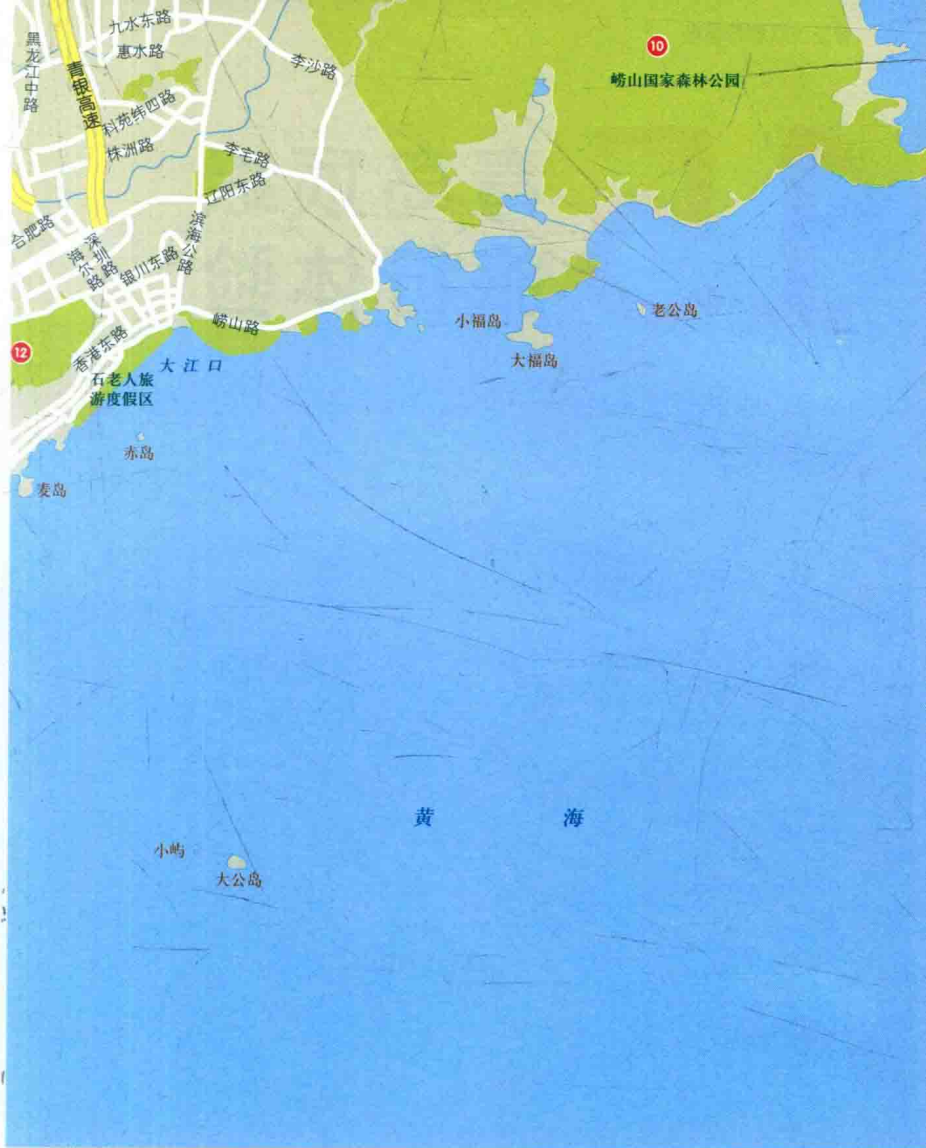 九水东路
黑龙江中路
惠水路
青银高速
李沙路
10
崂山国家森林公园
科苑纬四路
株洲路
李宅路
辽阳东路
合肥路
滨海公路
深圳路
海尔路
银川东路
崂山路
小福岛
老公岛
大福岛
香港东路
12
大江口
石老人旅
游度假区
赤岛
麦岛
黄海
小屿
大公岛